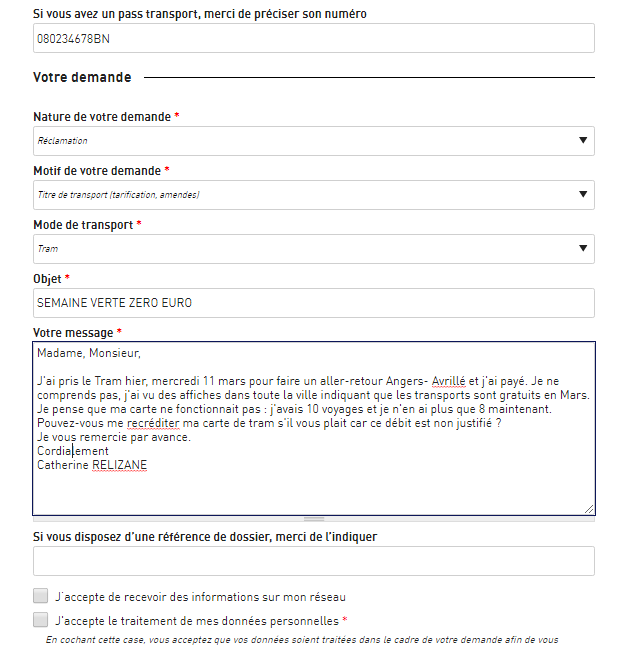 Si vous avez un pass transport, merci de préciser son numéro
080234678BN
Votre demande
Nature de votre demande *
Réclamation
Motif de votre demande *
Titre de transport (tarification, amendes)
Mode de transport *
Tram
Objet *
SEMAINE VERTE ZERO EURO
Votre message *
Madame, Monsieur,
J'ai pris le Tram hier, mercredi 11 mars pour faire un aller-retour Angers- Avrillé et j'ai payé. Je ne
comprends pas, j'ai vu des affiches dans toute la ville indiquant que les transports sont gratuits en Mars.
Je pense que ma carte ne fonctionnait pas : j'avais 10 voyages et je n'en ai plus que 8 maintenant.
Pouvez-vous me recréditer ma carte de tram s'il vous plait car ce débit est non justifié ?
Je vous remercie par avance.
Cordialement
Catherine RELIZANE
Si vous disposez d'une référence de dossier, merci de l'indiquer
J'accepte de recevoir des informations sur mon réseau
J'accepte le traitement de mes données personnelles *
En cochant cette case, vous acceptez que vos données soient traitées dans le cadre de votre demande afin de vous